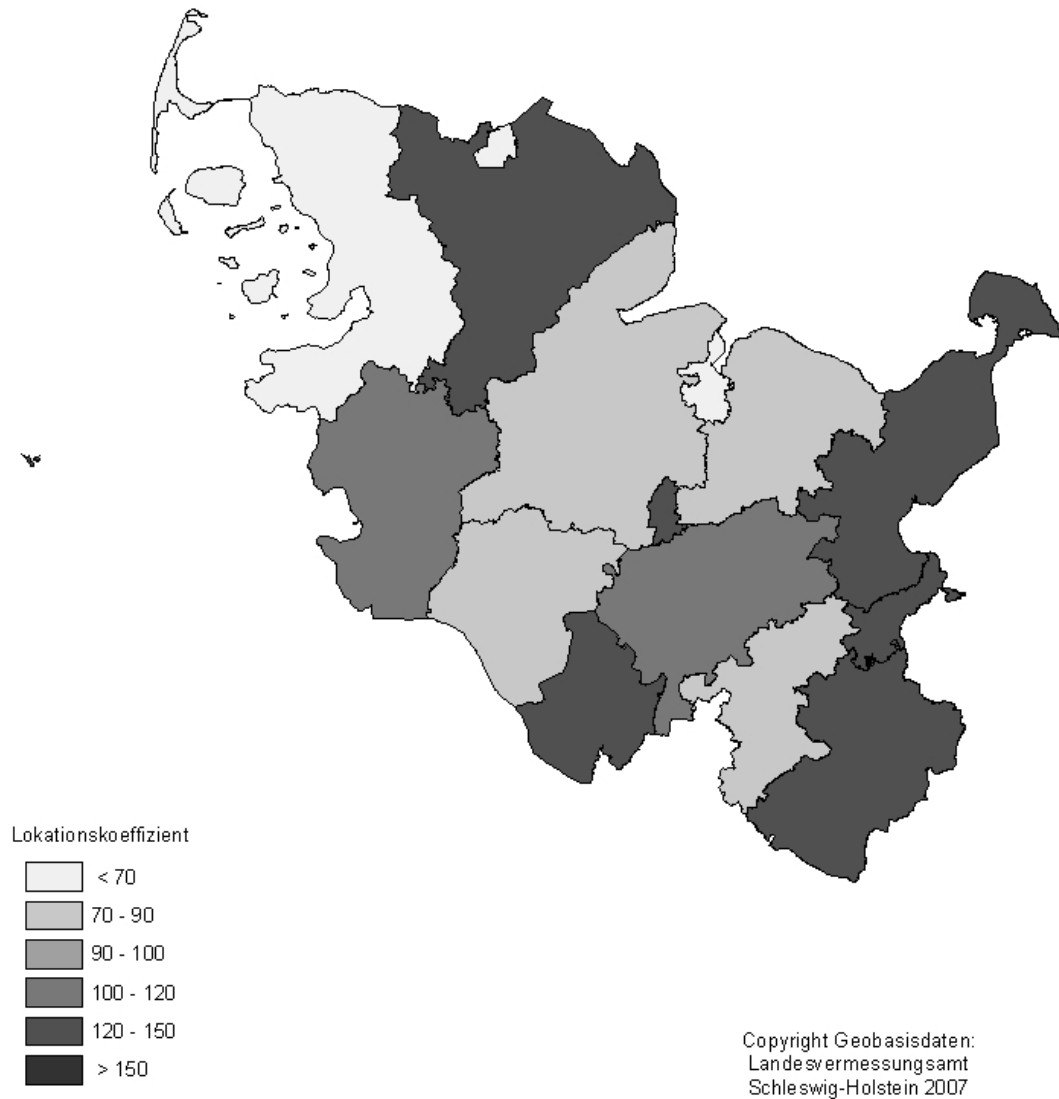 Lokationskoeffizient
< 70
70 - 90
90 - 100
100 - 120
120 - 150
> 150
Copyright Geobasisdaten:
Landesvermessungsamt
Schleswig-Holstein 2007